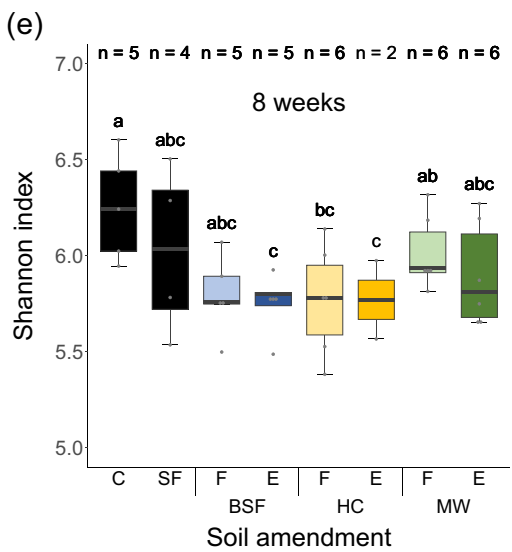 (e)
n = 5 n = 4 n = 5 n = 5 n = 6 n = 2 n = 6 n = 6
7.0
8 weeks
a
abc
6.5
ab
abc
abc
bc
c
c
6.0
5.5
5.0
Shannon index
C SF F E F E F E
BSF HC MW
Soil amendment